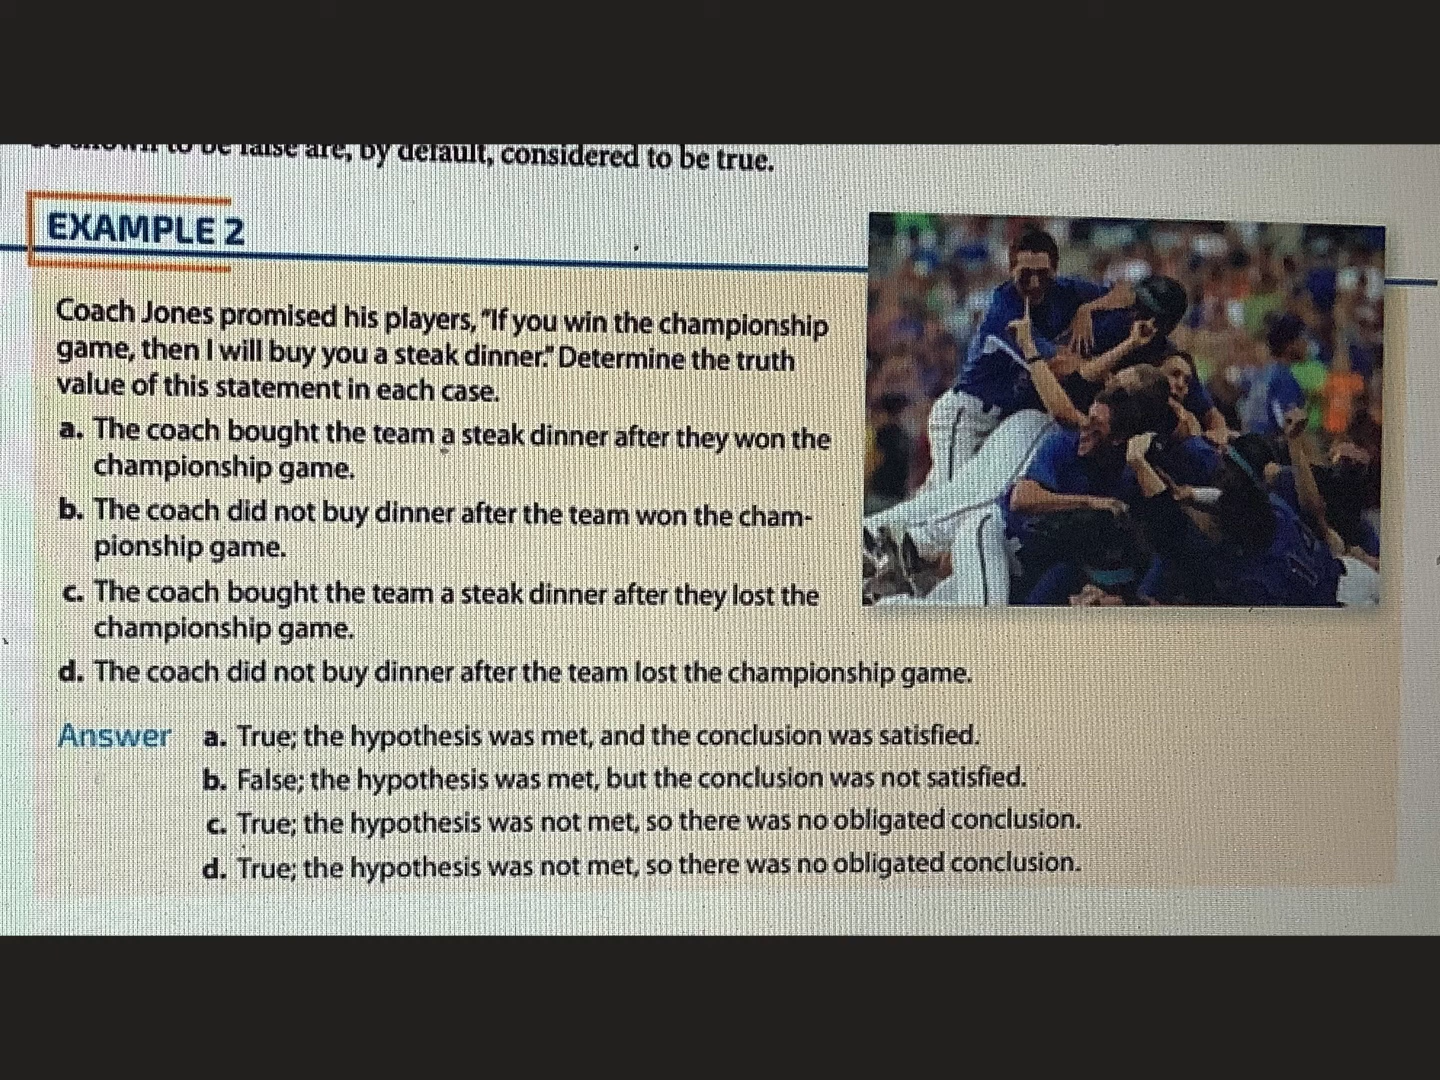 to be false are, by default, considered to be true.
EXAMPLE 2
Coach Jones promised his players, "If you win the championship
game, then I will buy you a steak dinner." Determine the truth
value of this statement in each case.
a. The coach bought the team a steak dinner after they won the
championship game.
b. The coach did not buy dinner after the team won the cham-
pionship game.
c. The coach bought the team a steak dinner after they lost the
championship game.
d. The coach did not buy dinner after the team lost the championship game.
Answer a. True; the hypothesis was met, and the conclusion was satisfied.
b. False; the hypothesis was met, but the conclusion was not satisfied.
c. True; the hypothesis was not met, so there was no obligated conclusion.
d. True; the hypothesis was not met, so there was no obligated conclusion.